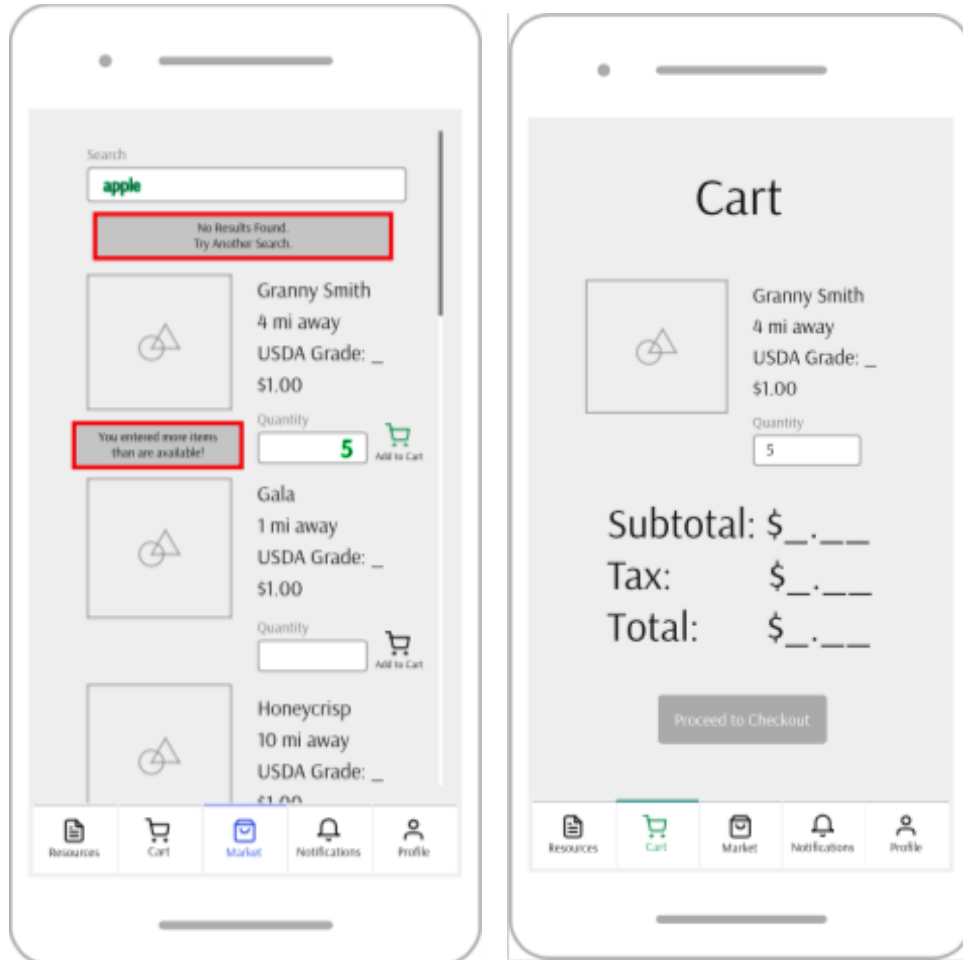 Search
apple
No Results Found.
Try Another Search.
Granny Smith
4 mi away
USDA Grade: _
$1.00
Quantity
You entered more items
than are available!
5
Add to Cart
Gala
1 mi away
USDA Grade: _
$1.00
Quantity
Add to Cart
Honeycrisp
10 mi away
USDA Grade: _
$1.00
Resources
Cart
Market
Notifications
Profile
Cart
Granny Smith
4 mi away
USDA Grade: _
$1.00
Quantity
5
Subtotal: $_.__
Tax: $_.__
Total: $_.__
Proceed to Checkout
Resources
Cart
Market
Notifications
Profile